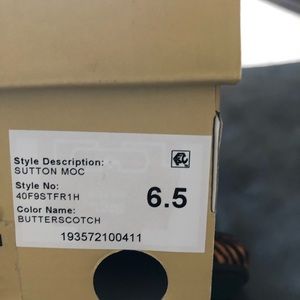 Style Description:
SUTTON MOC
Style No:
40F9STFR1H
6.5
Color Name:
BUTTERSCOTCH
193572100411